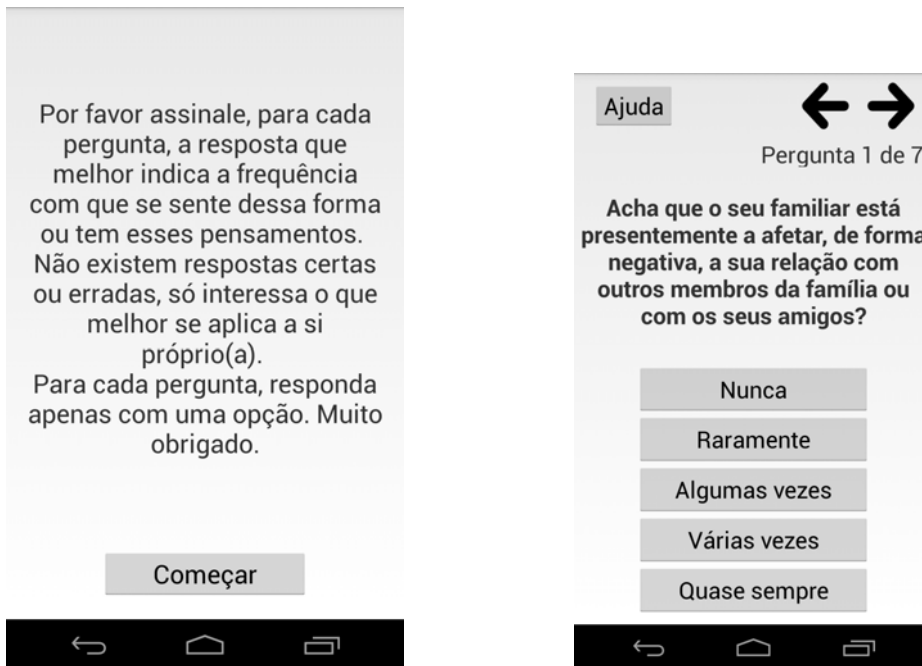 Por favor assinale, para cada
pergunta, a resposta que
melhor indica a frequência
com que se sente dessa forma
ou tem esses pensamentos.
Não existem respostas certas
ou erradas, só interessa o que
melhor se aplica a si
próprio(a).
Para cada pergunta, responda
apenas com uma opção. Muito
obrigado.
Começar
Ajuda
Pergunta 1 de 7
Acha que o seu familiar está
presentemente a afetar, de forma
negativa, a sua relação com
outros membros da família ou
com os seus amigos?
Nunca
Raramente
Algumas vezes
Várias vezes
Quase sempre